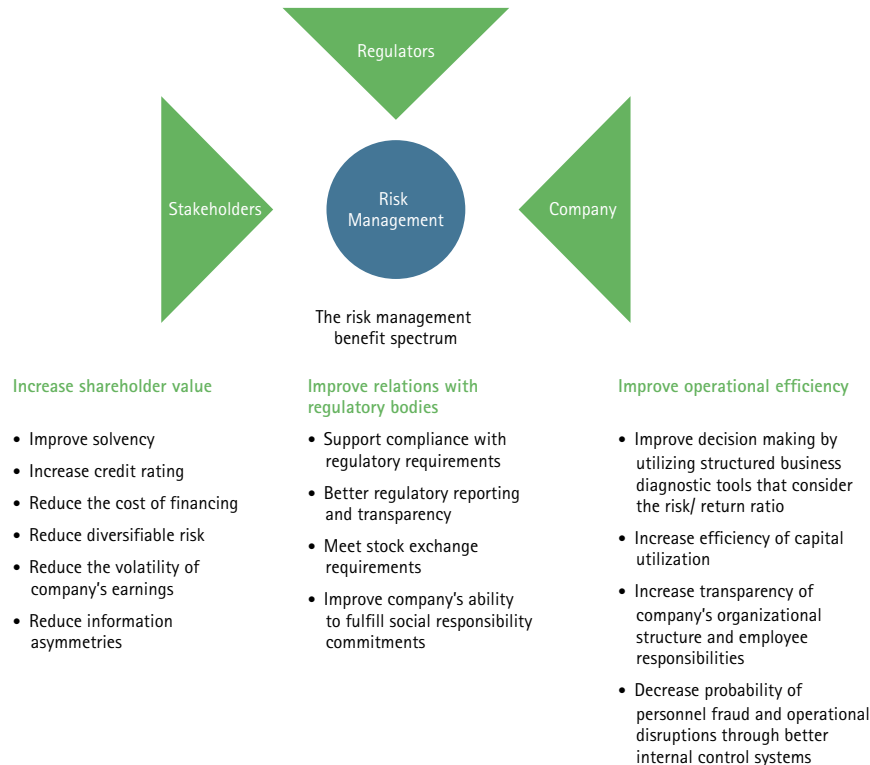 Regulators
Stakeholders
Risk
Management
Company
The risk management
benefit spectrum
Increase shareholder value
• Improve solvency
• Increase credit rating
• Reduce the cost of financing
• Reduce diversifiable risk
• Reduce the volatility of
company's earnings
• Reduce information
asymmetries
Improve relations with
regulatory bodies
• Support compliance with
regulatory requirements
• Better regulatory reporting
and transparency
• Meet stock exchange
requirements
• Improve company's ability
to fulfill social responsibility
commitments
Improve operational efficiency
• Improve decision making by
utilizing structured business
diagnostic tools that consider
the risk/ return ratio
• Increase efficiency of capital
utilization
• Increase transparency of
company's organizational
structure and employee
responsibilities
• Decrease probability of
personnel fraud and operational
disruptions through better
internal control systems